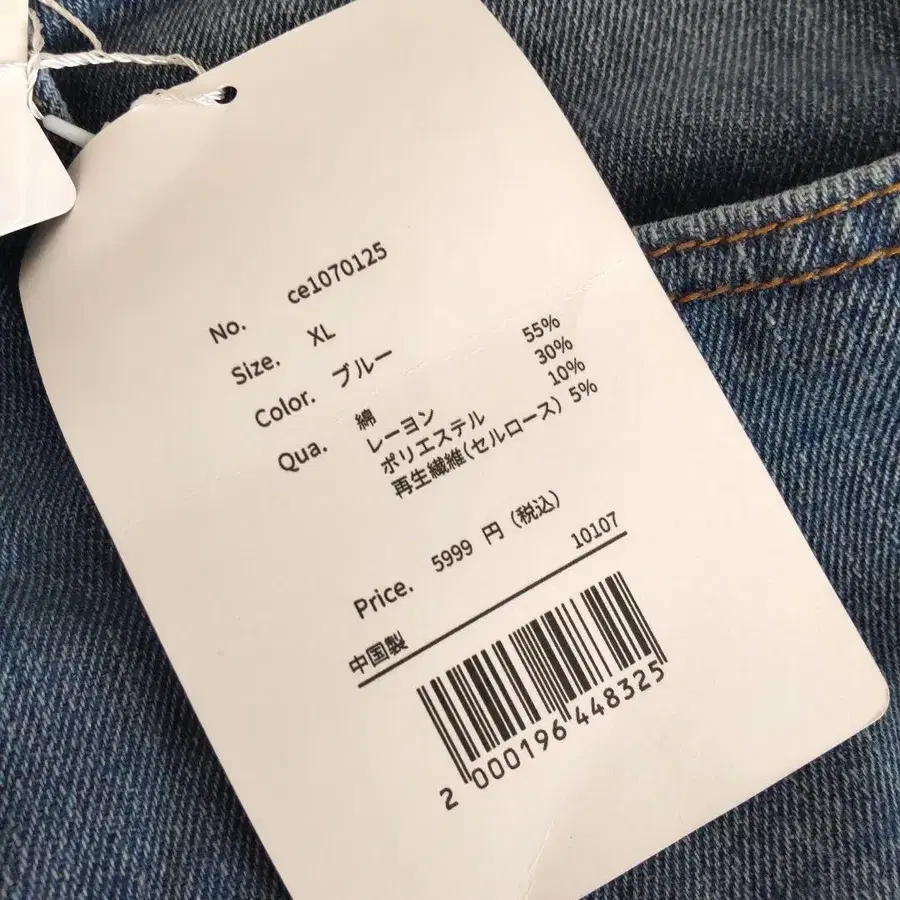 No. ce1070125
Size. XL
Color. ブルー
Qua. 綿 55%
レーヨン 30%
ポリエステル 10%
再生繊維(セルロース) 5%
Price. 5999 円 (税込)
中国製 10107
2 000196 448325